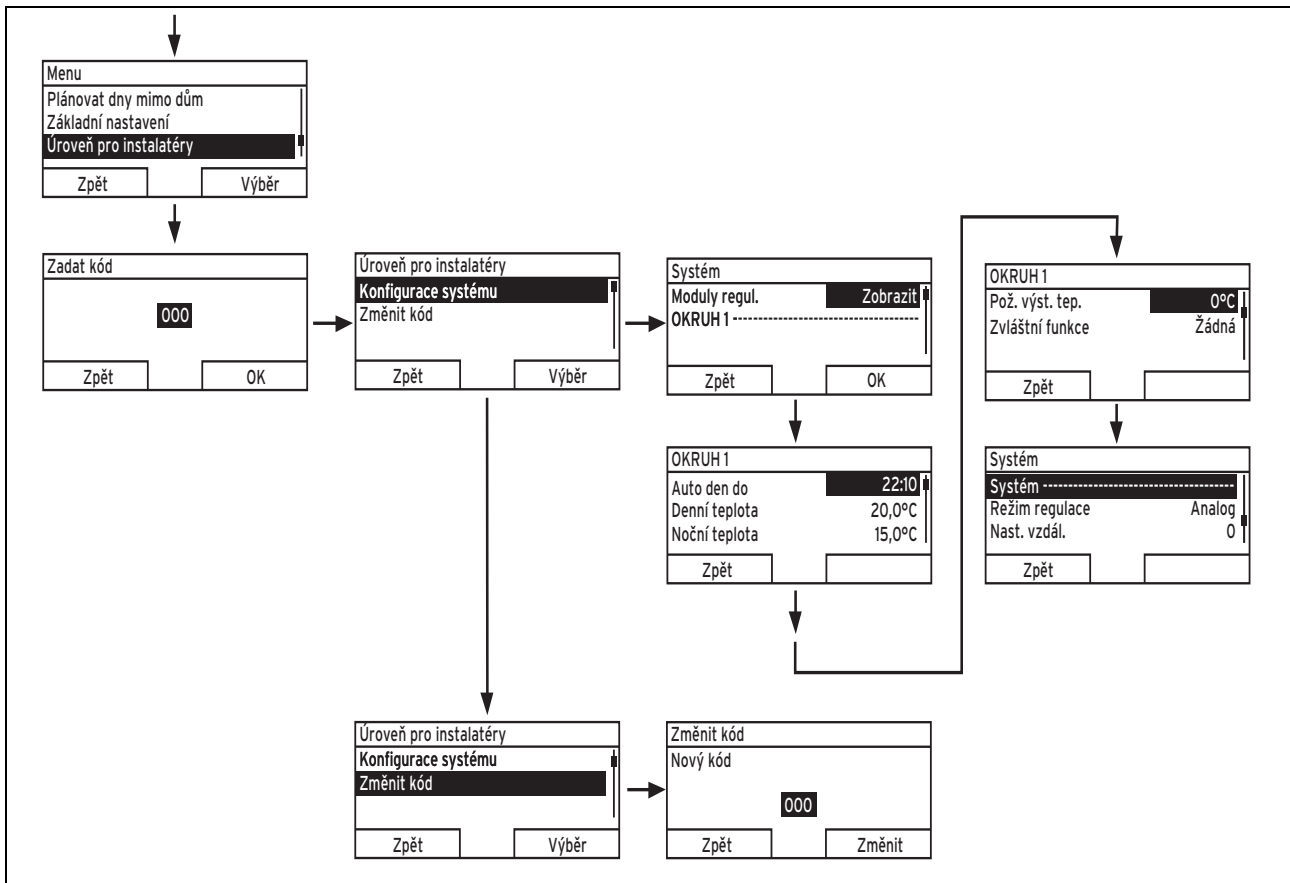 Menu
Plánovat dny mimo dům
Základní nastavení
Úroveň pro instalatéry
Zpět Výběr
Zadat kód
000
Zpět OK
Úroveň pro instalatéry
Konfigurace systému
Změnit kód
Zpět Výběr
Systém
Moduly regul. Zobrazit
OKRUH 1 ------------------------------------
Zpět OK
OKRUH 1
Auto den do 22:10
Denní teplota 20,0°C
Noční teplota 15,0°C
Zpět
OKRUH 1
Pož. výst. tep. 0°C
Zvláštní funkce Žádná
Zpět
Systém
Systém ------------------------------------
Režim regulace Analog
Nast. vzdál. 0
Zpět
Úroveň pro instalatéry
Konfigurace systému
Změnit kód
Zpět Výběr
Změnit kód
Nový kód
000
Zpět Změnit